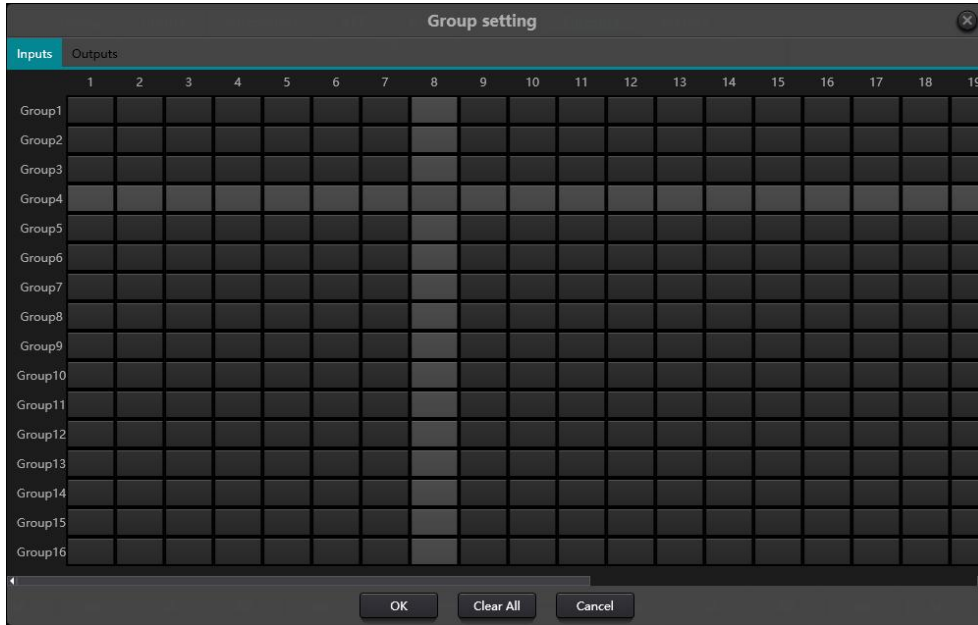 Group setting
Inputs Outputs
1 2 3 4 5 6 7 8 9 10 11 12 13 14 15 16 17 18 19
Group1
Group2
Group3
Group4
Group5
Group6
Group7
Group8
Group9
Group10
Group11
Group12
Group13
Group14
Group15
Group16
OK Clear All Cancel